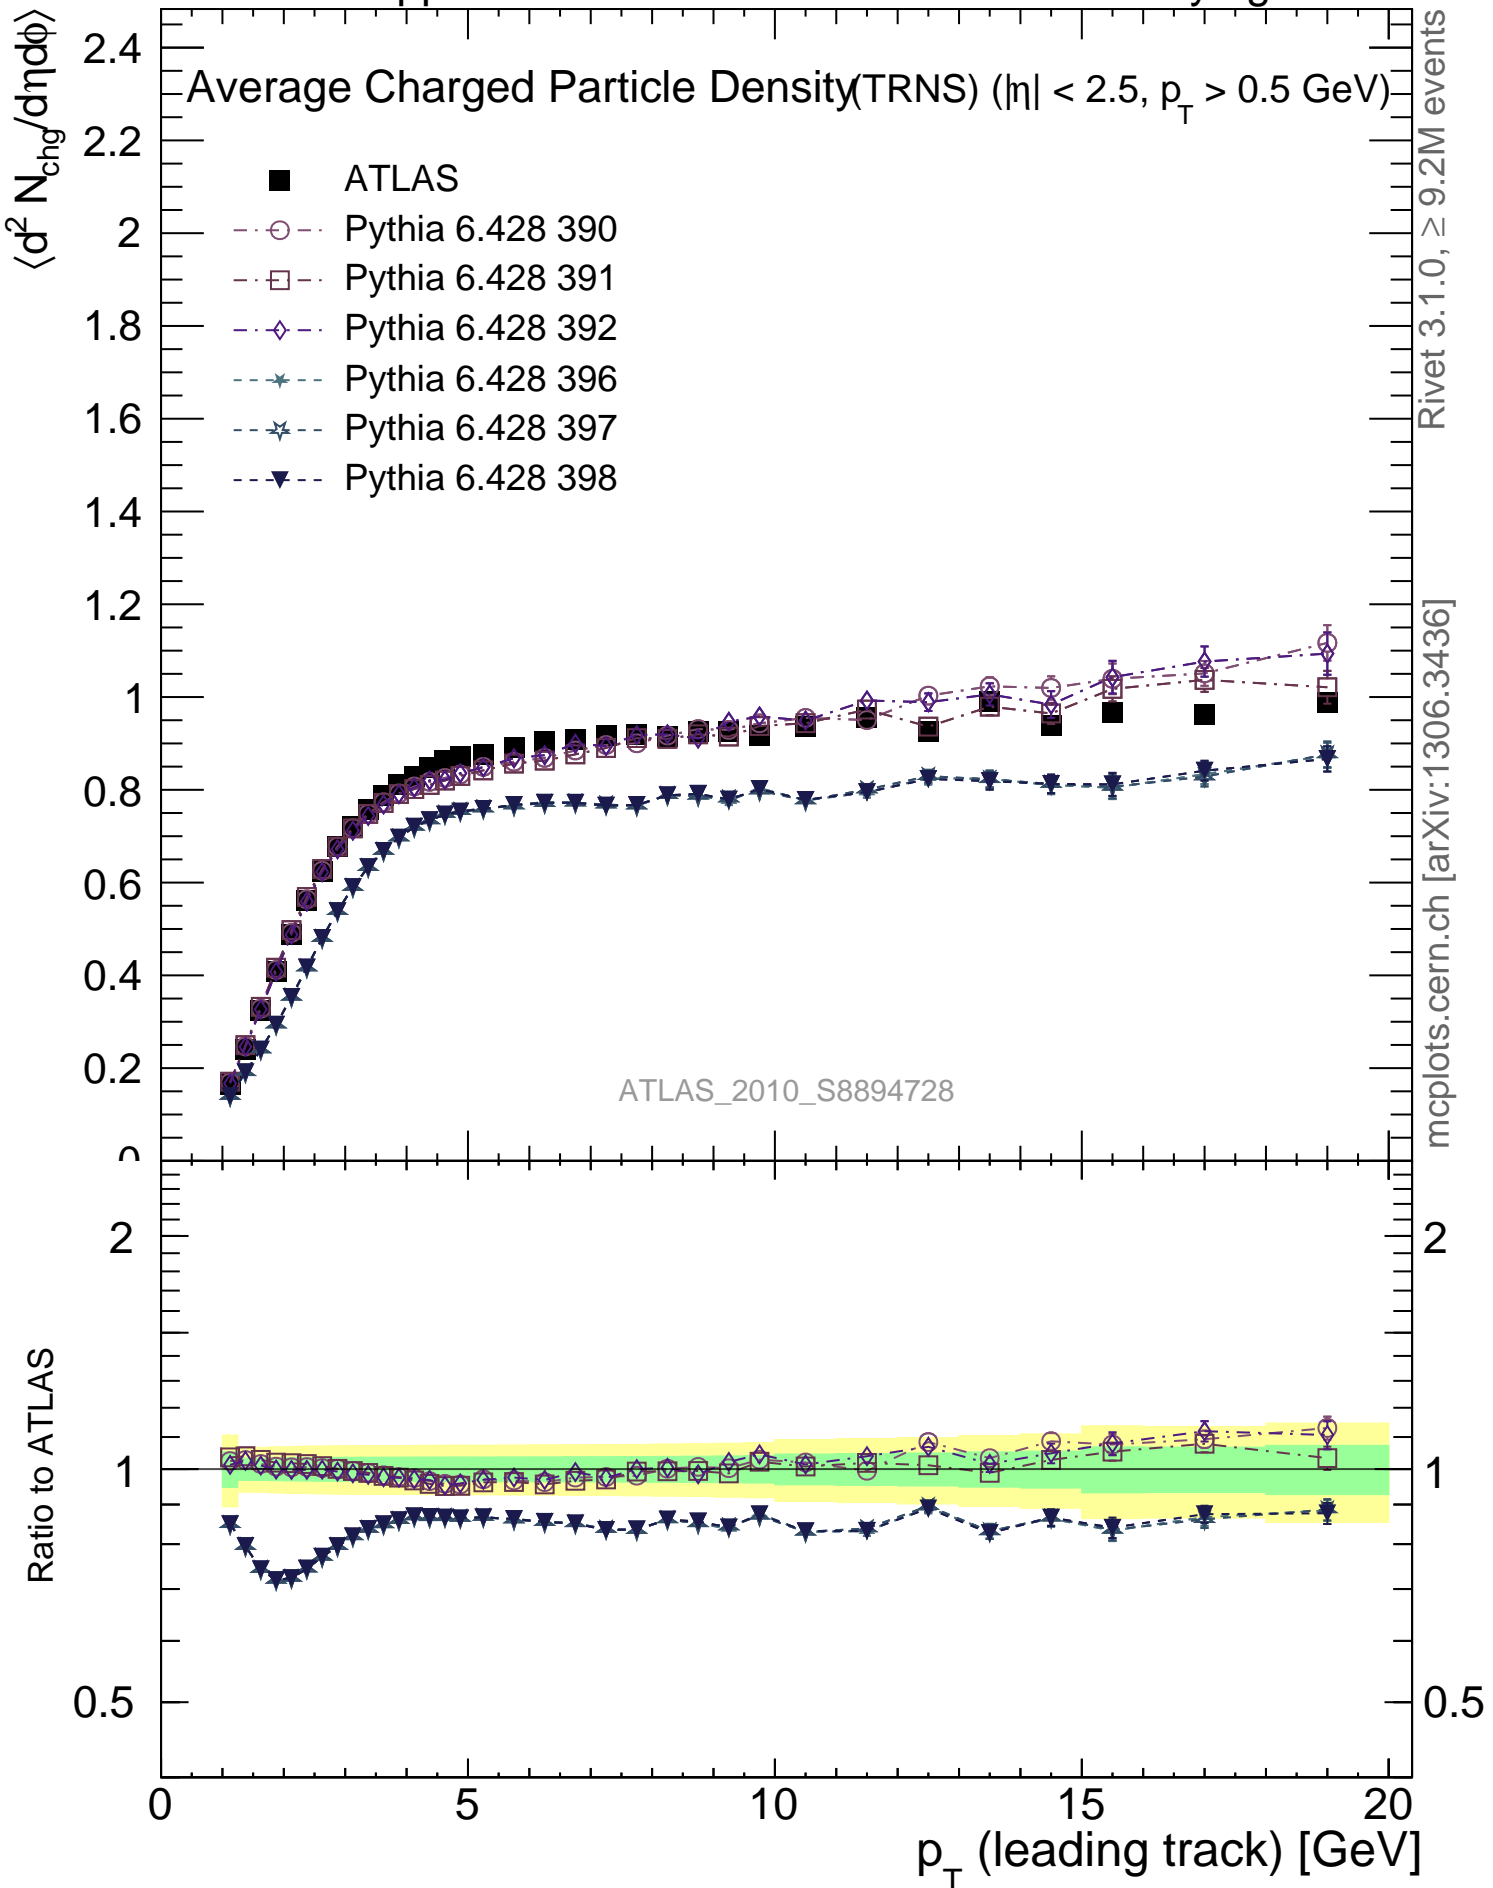 ⟨d² N_chg/dηdϕ⟩
Average Charged Particle Density (TRNS) (|η| < 2.5, p_T > 0.5 GeV)
ATLAS
Pythia 6.428 390
Pythia 6.428 391
Pythia 6.428 392
Pythia 6.428 396
Pythia 6.428 397
Pythia 6.428 398
2.4
2.2
2
1.8
1.6
1.4
1.2
1
0.8
0.6
0.4
0.2
0
ATLAS_2010_S8894728
Rivet 3.1.0, ≥ 9.2M events
mcplots.cern.ch [arXiv:1306.3436]
Ratio to ATLAS
2
1
0.5
2
1
0.5
0 5 10 15 20
p_T (leading track) [GeV]